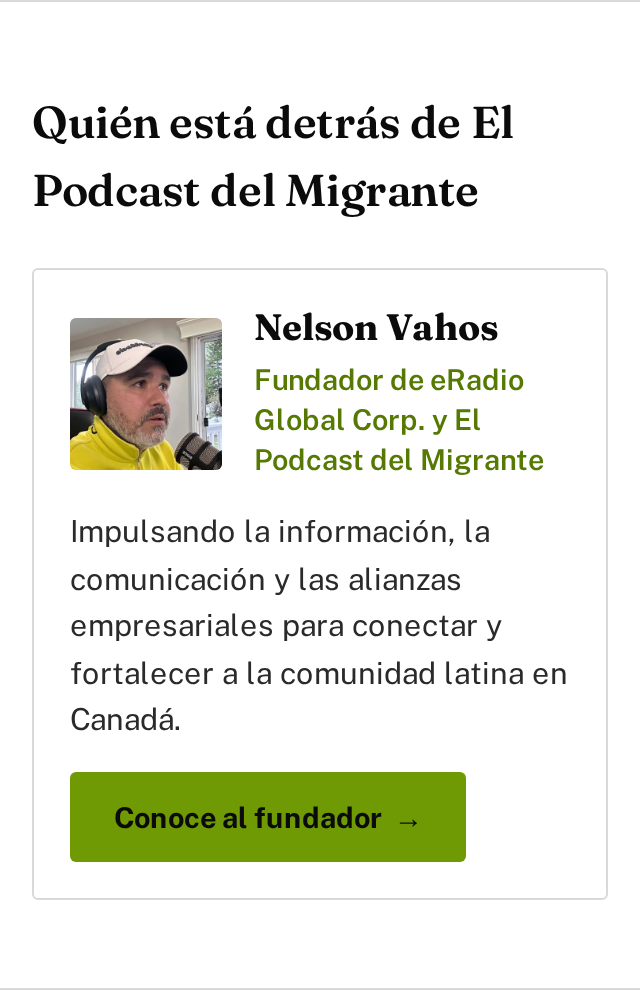 Quién está detrás de El
Podcast del Migrante
Nelson Vahos
Fundador de eRadio
Global Corp. y El
Podcast del Migrante
Impulsando la información, la
comunicación y las alianzas
empresariales para conectar y
fortalecer a la comunidad latina en
Canadá.
Conoce al fundador →